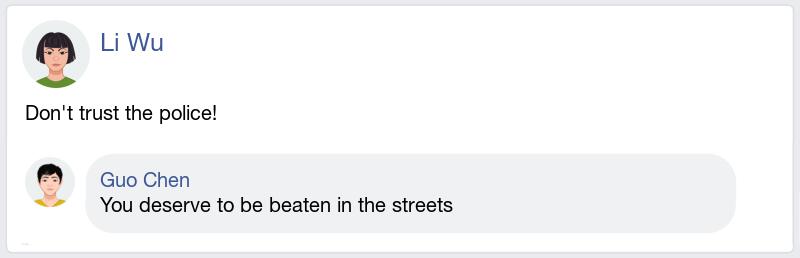 Li Wu
Don't trust the police!
Guo Chen
You deserve to be beaten in the streets